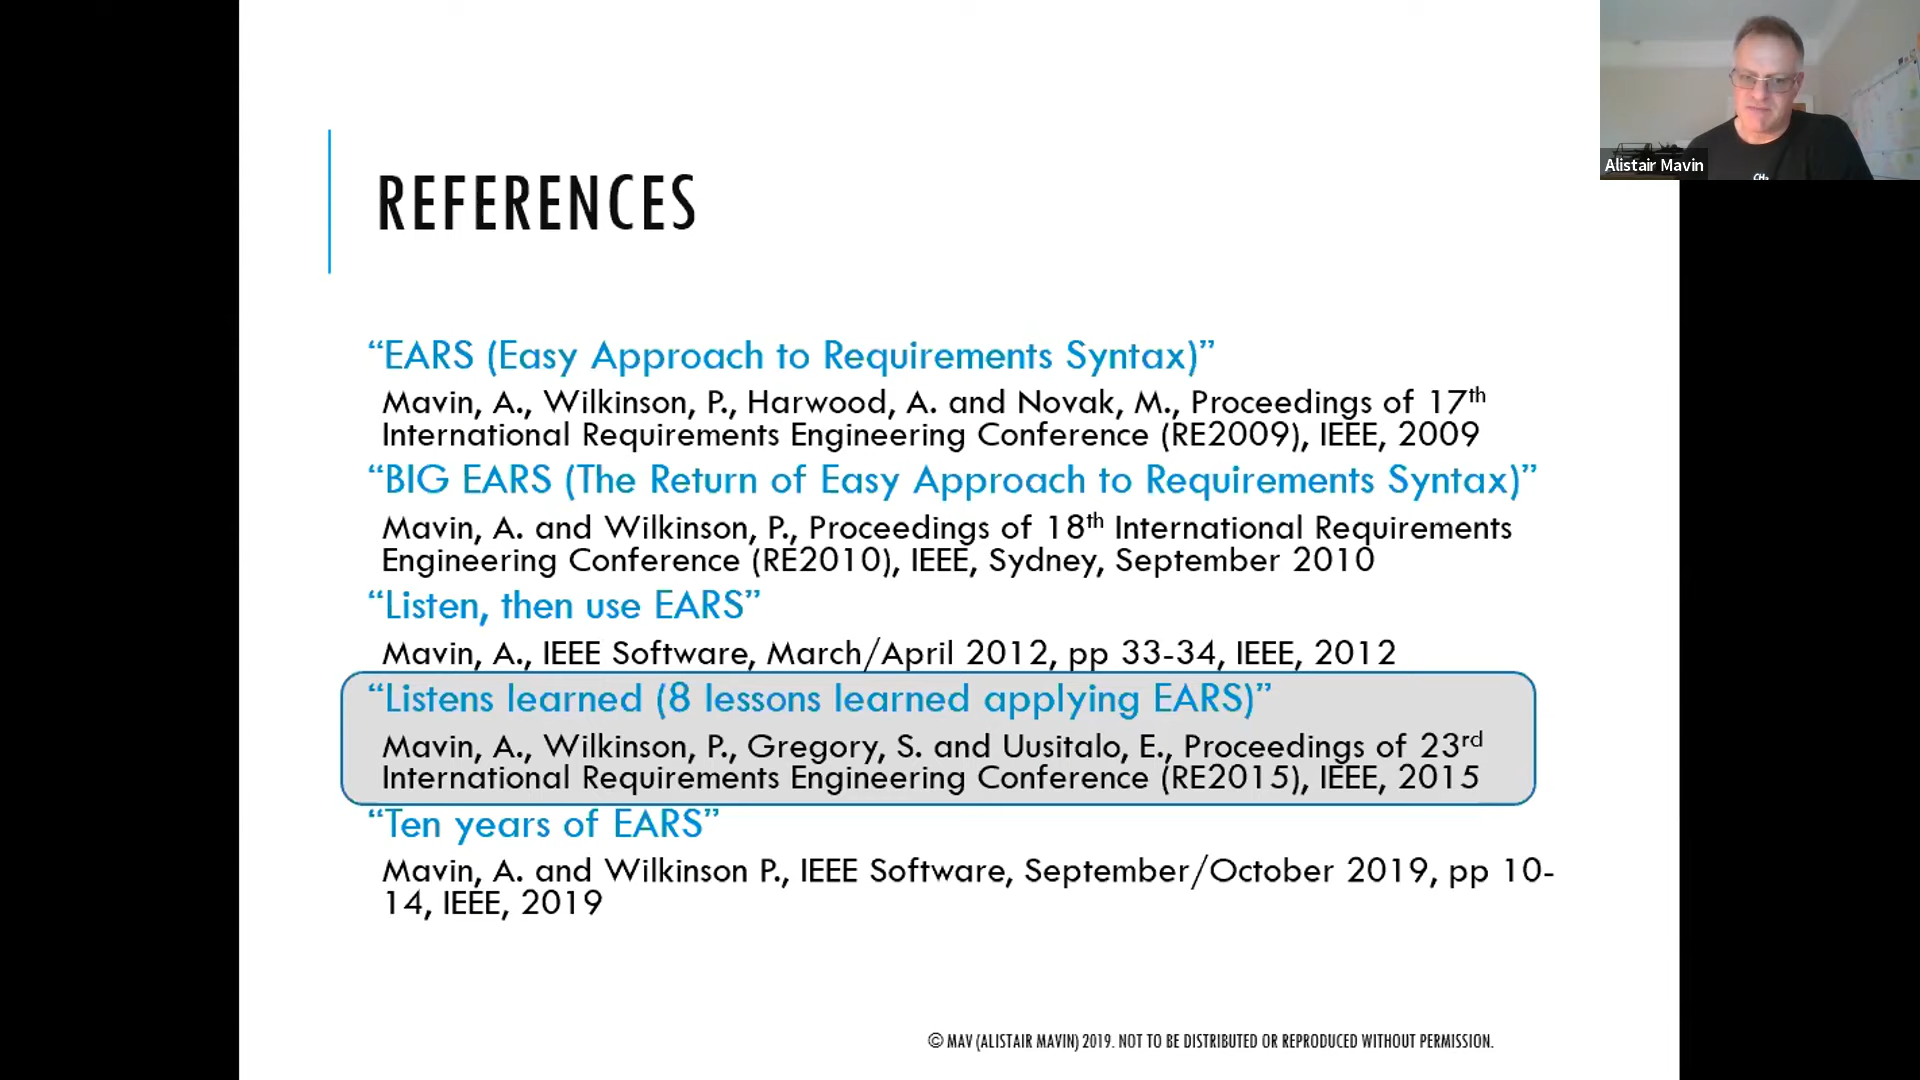 Alistair Mavin
REFERENCES
“EARS (Easy Approach to Requirements Syntax)”
Mavin, A., Wilkinson, P., Harwood, A. and Novak, M., Proceedings of 17th
International Requirements Engineering Conference (RE2009), IEEE, 2009
“BIG EARS (The Return of Easy Approach to Requirements Syntax)”
Mavin, A. and Wilkinson, P., Proceedings of 18th International Requirements
Engineering Conference (RE2010), IEEE, Sydney, September 2010
“Listen, then use EARS”
Mavin, A., IEEE Software, March/April 2012, pp 33-34, IEEE, 2012
“Listens learned (8 lessons learned applying EARS)”
Mavin, A., Wilkinson, P., Gregory, S. and Uusitalo, E., Proceedings of 23rd
International Requirements Engineering Conference (RE2015), IEEE, 2015
“Ten years of EARS”
Mavin, A. and Wilkinson P., IEEE Software, September/October 2019, pp 10-
14, IEEE, 2019
© MAV (ALISTAIR MAVIN) 2019. NOT TO BE DISTRIBUTED OR REPRODUCED WITHOUT PERMISSION.